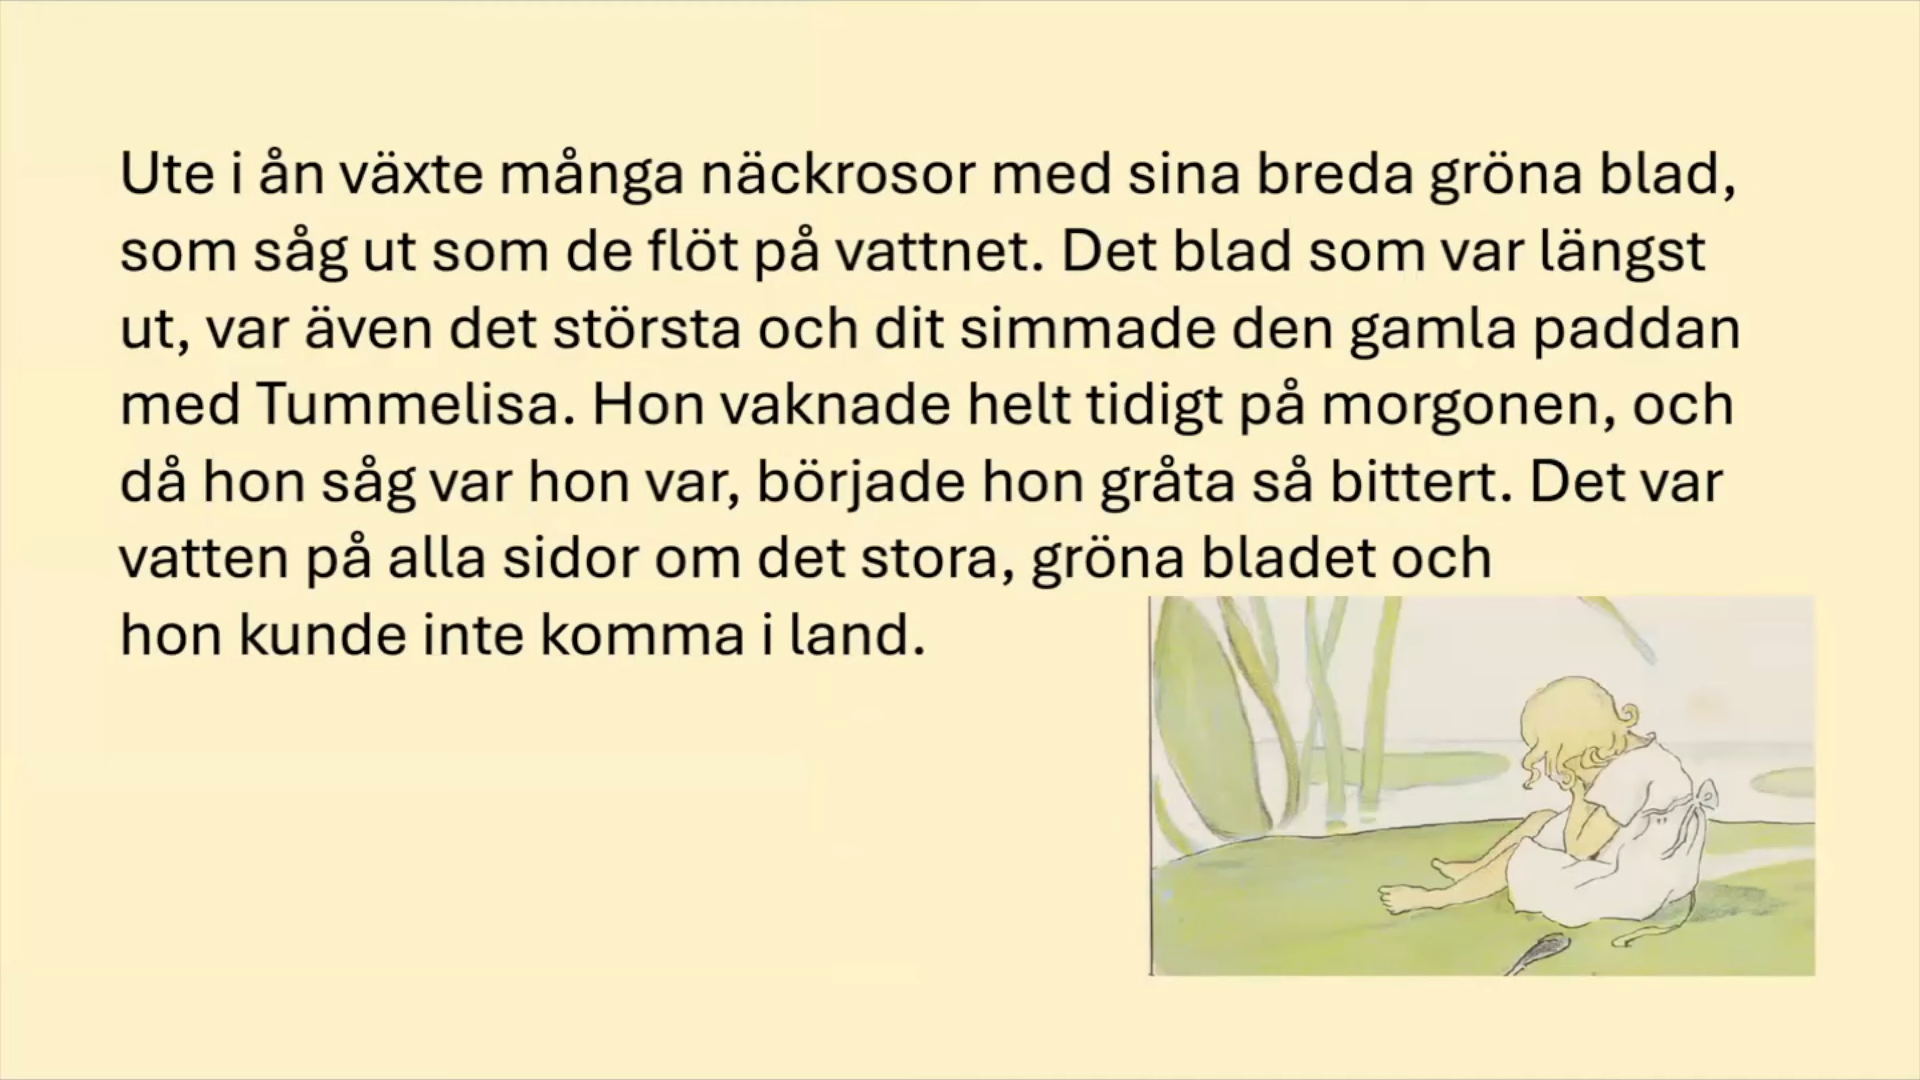 Ute i ån växte många näckrosor med sina breda gröna blad,
som såg ut som de flöt på vattnet. Det blad som var längst
ut, var även det största och dit simmade den gamla paddan
med Tummelisa. Hon vaknade helt tidigt på morgonen, och
då hon såg var hon var, började hon gråta så bittert. Det var
vatten på alla sidor om det stora, gröna bladet och
hon kunde inte komma i land.